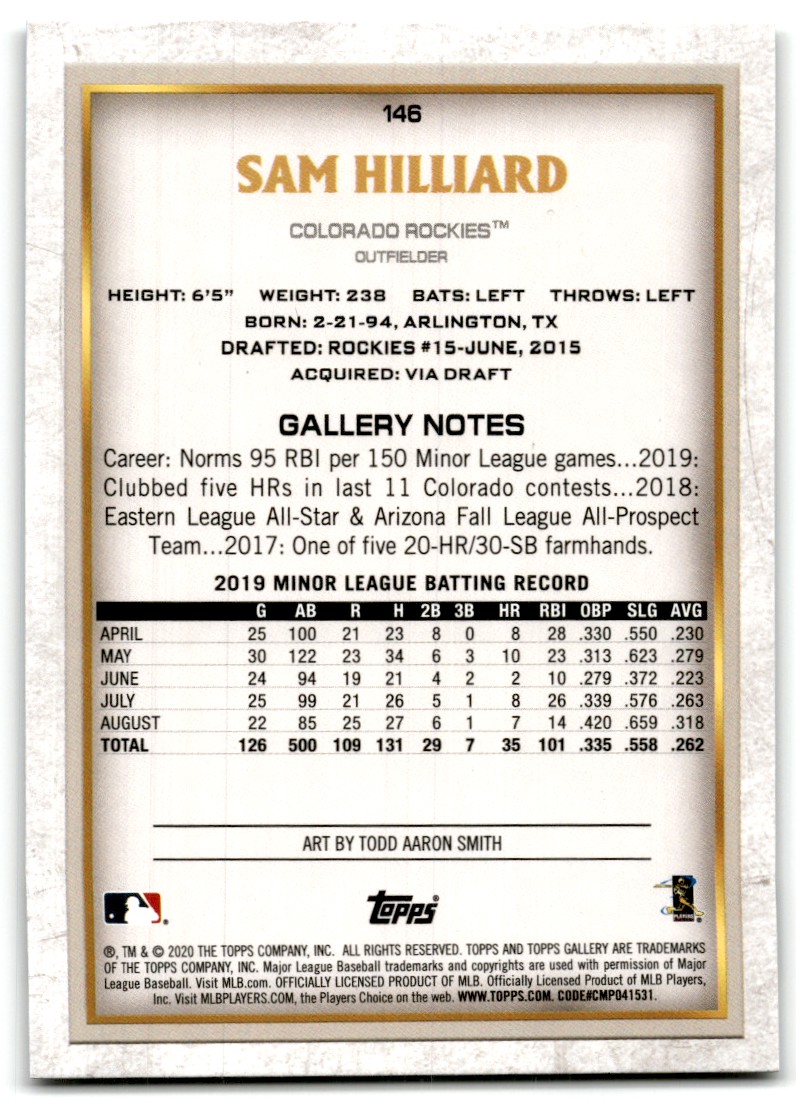 146
SAM HILLIARD
COLORADO ROCKIES™
OUTFIELDER
HEIGHT: 6'5" WEIGHT: 238 BATS: LEFT THROWS: LEFT
BORN: 2-21-94, ARLINGTON, TX
DRAFTED: ROCKIES #15-JUNE, 2015
ACQUIRED: VIA DRAFT
GALLERY NOTES
Career: Norms 95 RBI per 150 Minor League games...2019:
Clubbed five HRs in last 11 Colorado contests...2018:
Eastern League All-Star & Arizona Fall League All-Prospect
Team...2017: One of five 20-HR/30-SB farmhands.
2019 MINOR LEAGUE BATTING RECORD
G AB R H 2B 3B HR RBI OBP SLG AVG
APRIL 25 100 21 23 8 0 8 28 .330 .550 .230
MAY 30 122 23 34 6 3 10 23 .313 .623 .279
JUNE 24 94 19 21 4 2 2 10 .279 .372 .223
JULY 25 99 21 26 5 1 8 26 .339 .576 .263
AUGUST 22 85 25 27 6 1 7 14 .420 .659 .318
TOTAL 126 500 109 131 29 7 35 101 .335 .558 .262
ART BY TODD AARON SMITH
®
topps®
PLAYERS ®
®, TM & © 2020 THE TOPPS COMPANY, INC. ALL RIGHTS RESERVED. TOPPS AND TOPPS GALLERY ARE TRADEMARKS
OF THE TOPPS COMPANY, INC. Major League Baseball trademarks and copyrights are used with permission of Major
League Baseball. Visit MLB.com. OFFICIALLY LICENSED PRODUCT OF MLB. Officially Licensed Product of MLB Players,
Inc. Visit MLBPLAYERS.COM, the Players Choice on the web. WWW.TOPPS.COM. CODE#CMP041531.